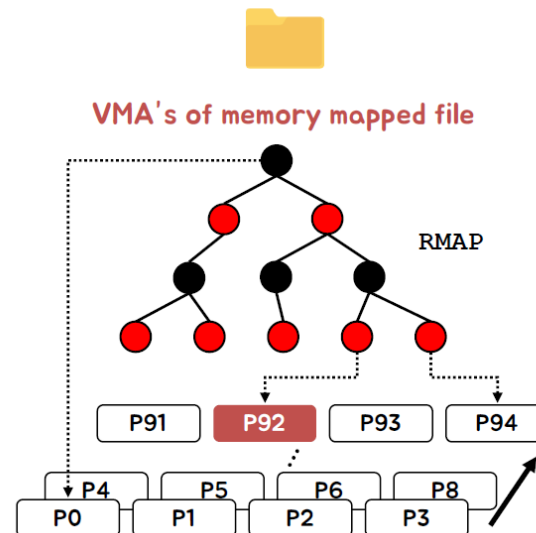 VMA's of memory mapped file
RMAP
P91 P92 P93 P94
P4 P5 P6 P8
P0 P1 P2 P3